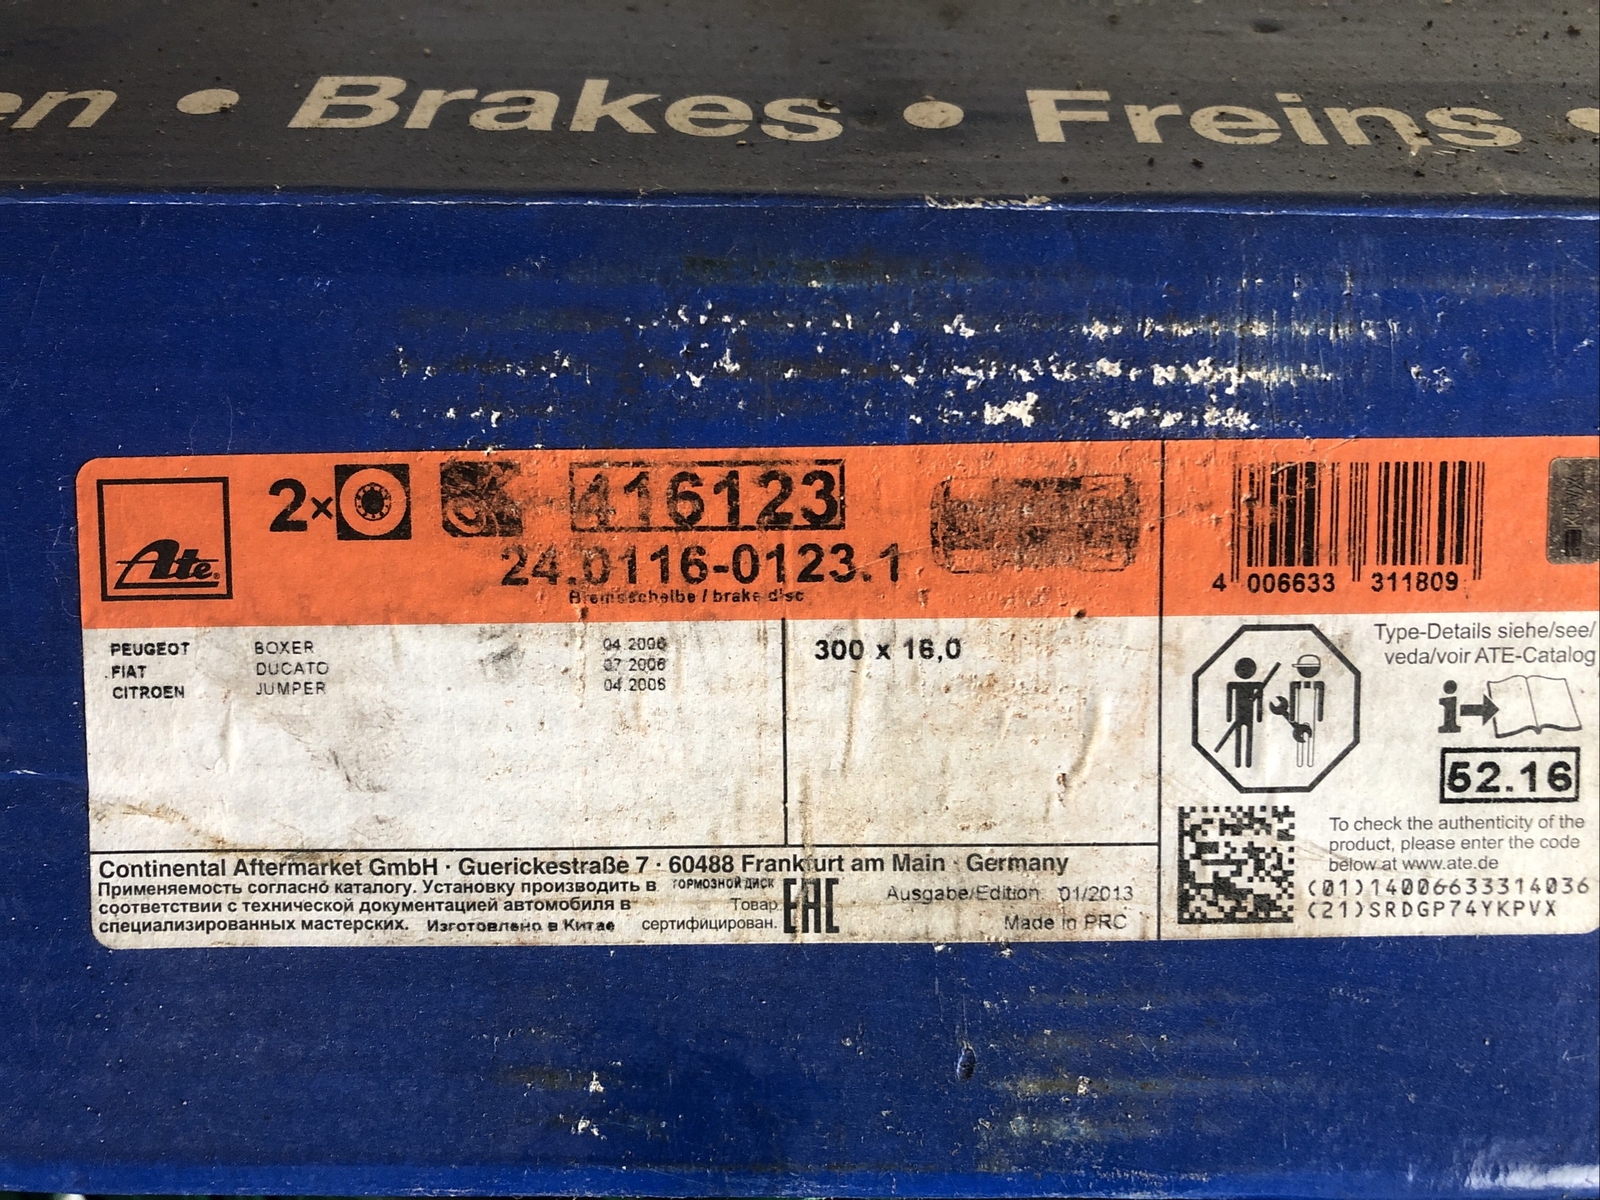 en • Brakes • Freins •
Ate
2x
416123
24.0116-0123.1
Bremsscheibe / brake disc
4 006633 311809
PEUGEOT BOXER 04.2006
FIAT DUCATO 07.2006
CITROEN JUMPER 04.2006
300 x 16,0
Type-Details siehe/see/
veda/voir ATE-Catalog
i
52.16
To check the authenticity of the
product, please enter the code
below at www.ate.de
(01)14006633314036
(21)SRDGP74YKPVX
Continental Aftermarket GmbH · Guerickestraße 7 · 60488 Frankfurt am Main · Germany
Применяемость согласно каталогу. Установку производить в
соответствии с технической документацией автомобиля в
специализированных мастерских. Изготовлено в Китае
ТОРМОЗНОЙ ДИСК
Товар
сертифицирован.
EAC
Ausgabe/Edition 01/2013
Made in PRC